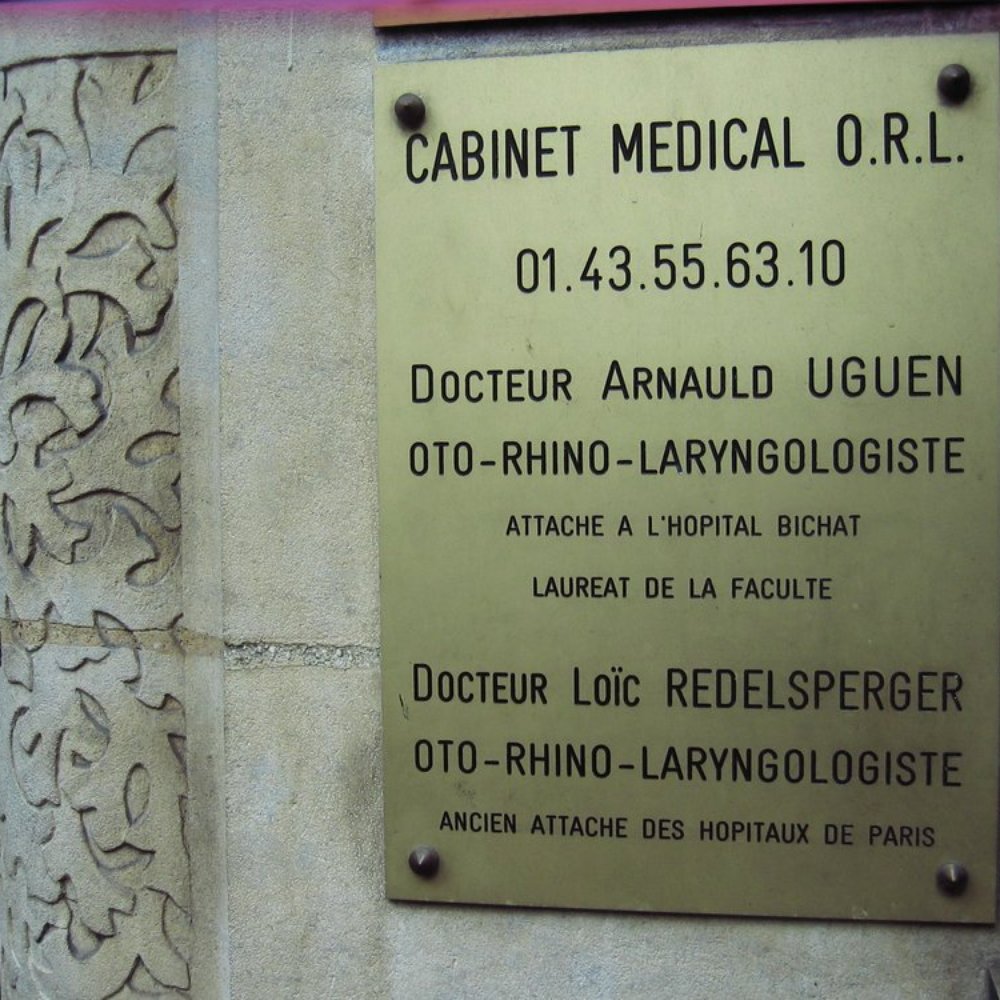 CABINET MEDICAL O.R.L.
01.43.55.63.10
DOCTEUR ARNAULD UGUEN
OTO-RHINO-LARYNGOLOGISTE
ATTACHE A L'HOPITAL BICHAT
LAUREAT DE LA FACULTE
DOCTEUR LOÏC REDELSPERGER
OTO-RHINO-LARYNGOLOGISTE
ANCIEN ATTACHE DES HOPITAUX DE PARIS